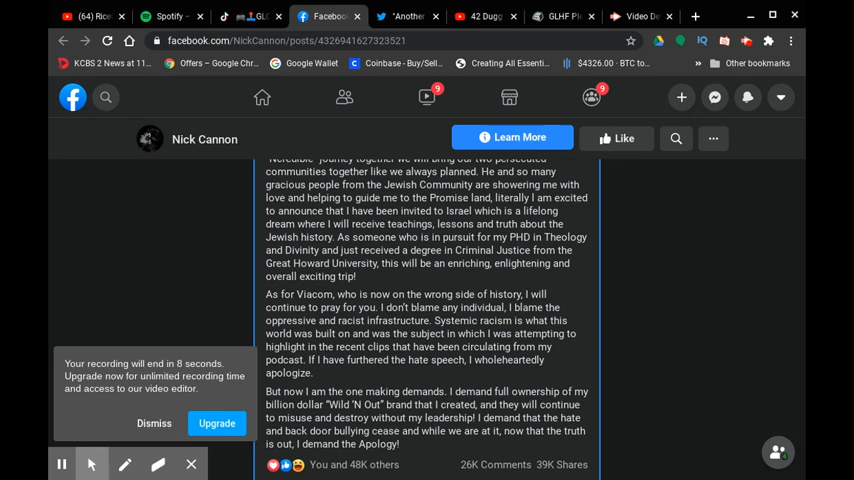 (64) Rice
Spotify –
GLO
Facebook
"Another
42 Dugg
GLHF Ple
Video De
facebook.com/NickCannon/posts/4326941627323521
KCBS 2 News at 11...
Offers – Google Chr...
Google Wallet
Coinbase - Buy/Sell...
Creating All Essenti...
$4326.00 · BTC to...
Other bookmarks
9
9
Nick Cannon
Learn More
Like
journey together we will bring our two persecuted
communities together like we always planned. He and so many
gracious people from the Jewish Community are showering me with
love and helping to guide me to the Promise land, literally I am excited
to announce that I have been invited to Israel which is a lifelong
dream where I will receive teachings, lessons and truth about the
Jewish history. As someone who is in pursuit for my PHD in Theology
and Divinity and just received a degree in Criminal Justice from the
Great Howard University, this will be an enriching, enlightening and
overall exciting trip!
As for Viacom, who is now on the wrong side of history, I will
continue to pray for you. I don't blame any individual, I blame the
oppressive and racist infrastructure. Systemic racism is what this
world was built on and was the subject in which I was attempting to
highlight in the recent clips that have been circulating from my
podcast. If I have furthered the hate speech, I wholeheartedly
apologize.
But now I am the one making demands. I demand full ownership of my
billion dollar "Wild 'N Out" brand that I created, and they will continue
to misuse and destroy without my leadership! I demand that the hate
and back door bullying cease and while we are at it, now that the truth
is out, I demand the Apology!
You and 48K others
26K Comments 39K Shares
Your recording will end in 8 seconds.
Upgrade now for unlimited recording time
and access to our video editor.
Dismiss
Upgrade